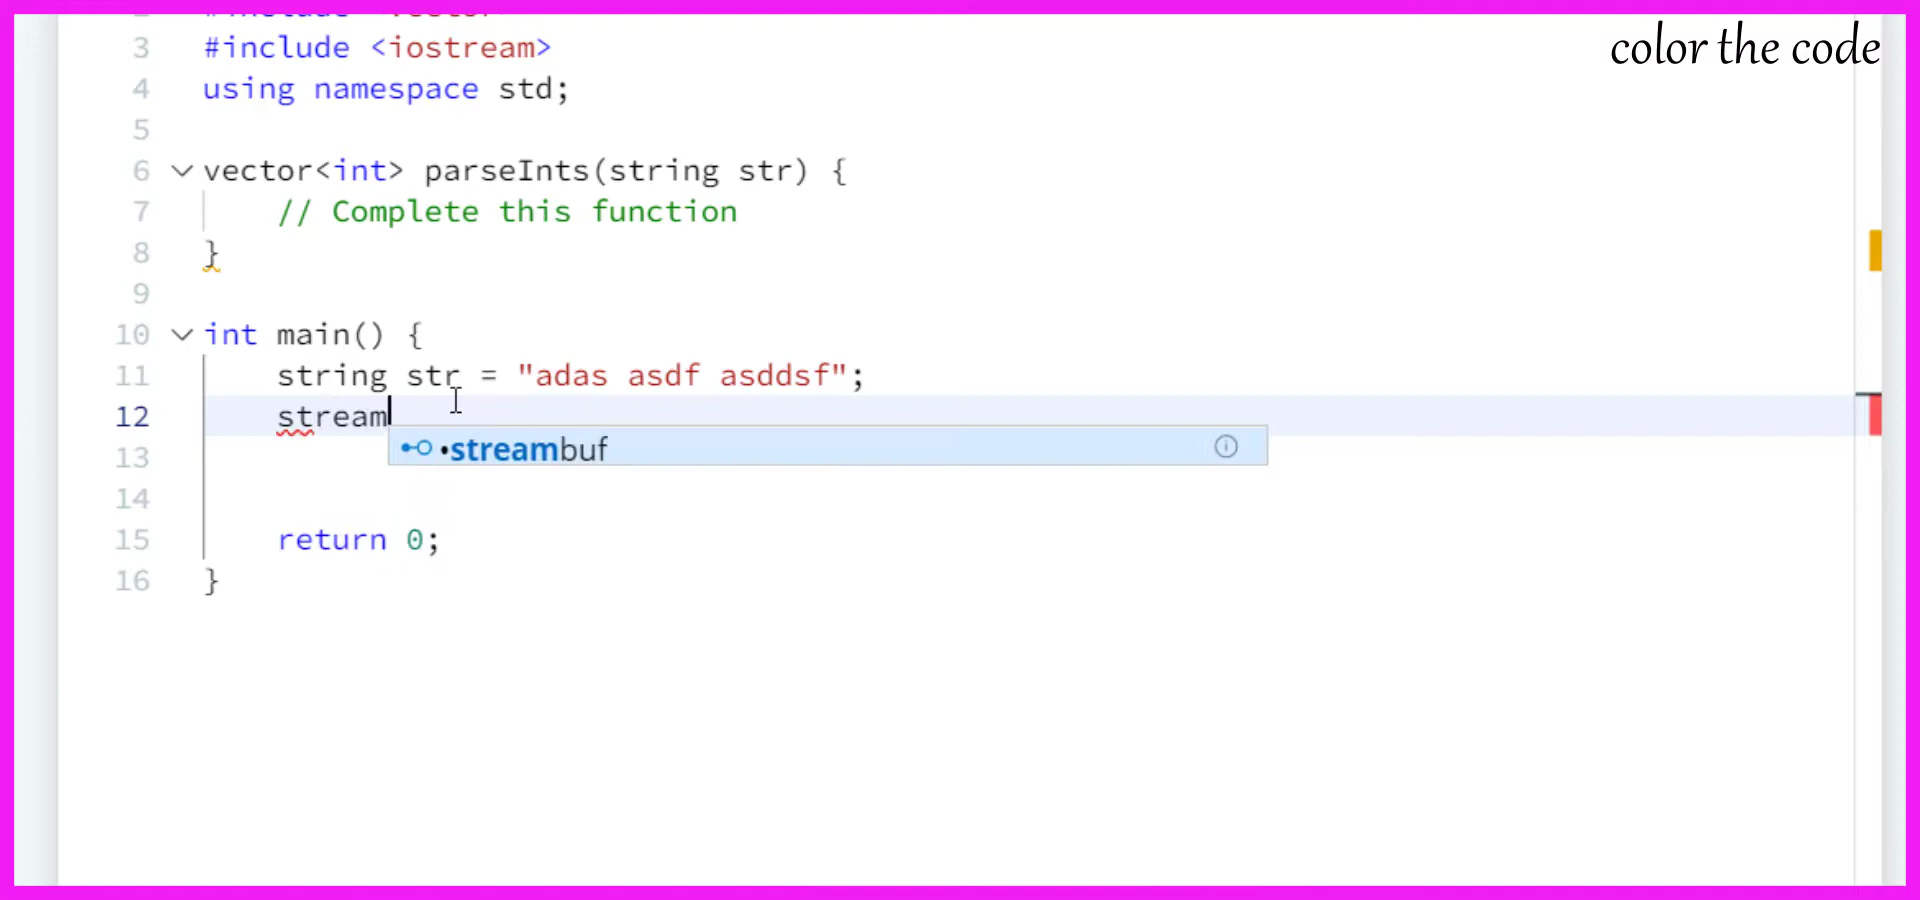 #include <vector>
color the code
3 #include <iostream>
4 using namespace std;
5
6 vector<int> parseInts(string str) {
7 // Complete this function
8 }
9
10 int main() {
11 string str = "adas asdf asddsf";
12 stream
•streambuf
13
14
15 return 0;
16 }